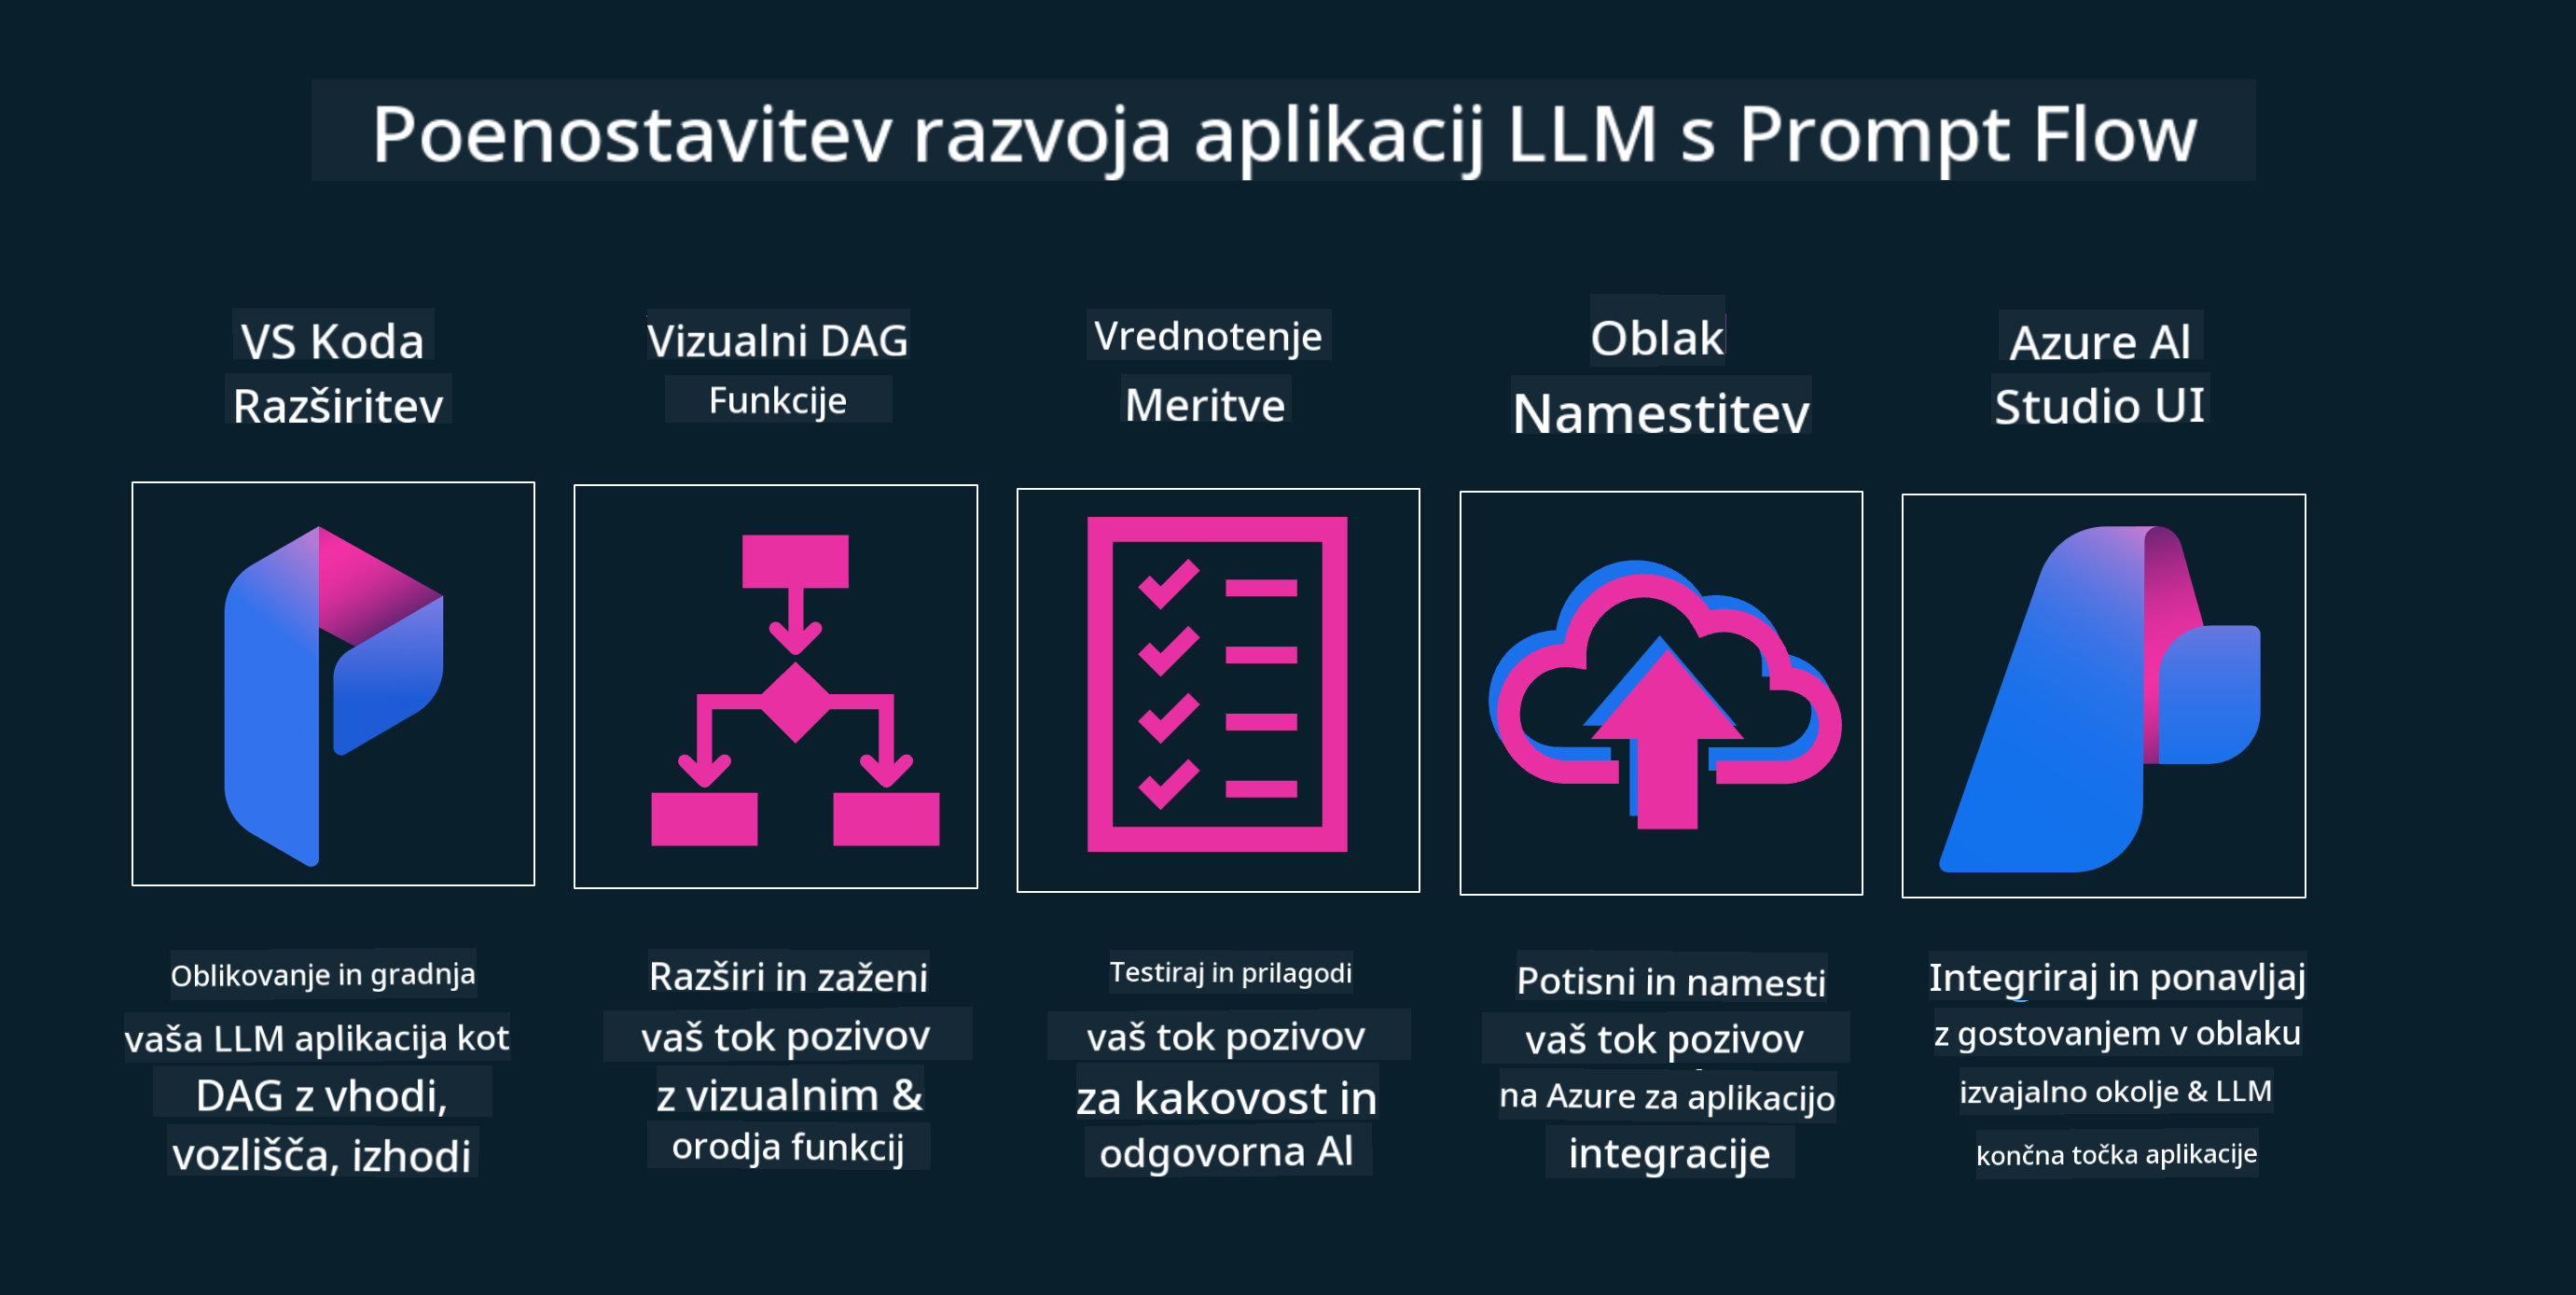 Poenostavitev razvoja aplikacij LLM s Prompt Flow
VS Koda
Razširitev
Vizualni DAG
Funkcije
Vrednotenje
Meritve
Oblak
Namestitev
Azure Al
Studio UI
Oblikovanje in gradnja
vaša LLM aplikacija kot
DAG z vhodi,
vozlišča, izhodi
Razširi in zaženi
vaš tok pozivov
z vizualnim &
orodja funkcij
Testiraj in prilagodi
vaš tok pozivov
za kakovost in
odgovorna Al
Potisni in namesti
vaš tok pozivov
na Azure za aplikacijo
integracije
Integriraj in ponavljaj
z gostovanjem v oblaku
izvajalno okolje & LLM
končna točka aplikacije